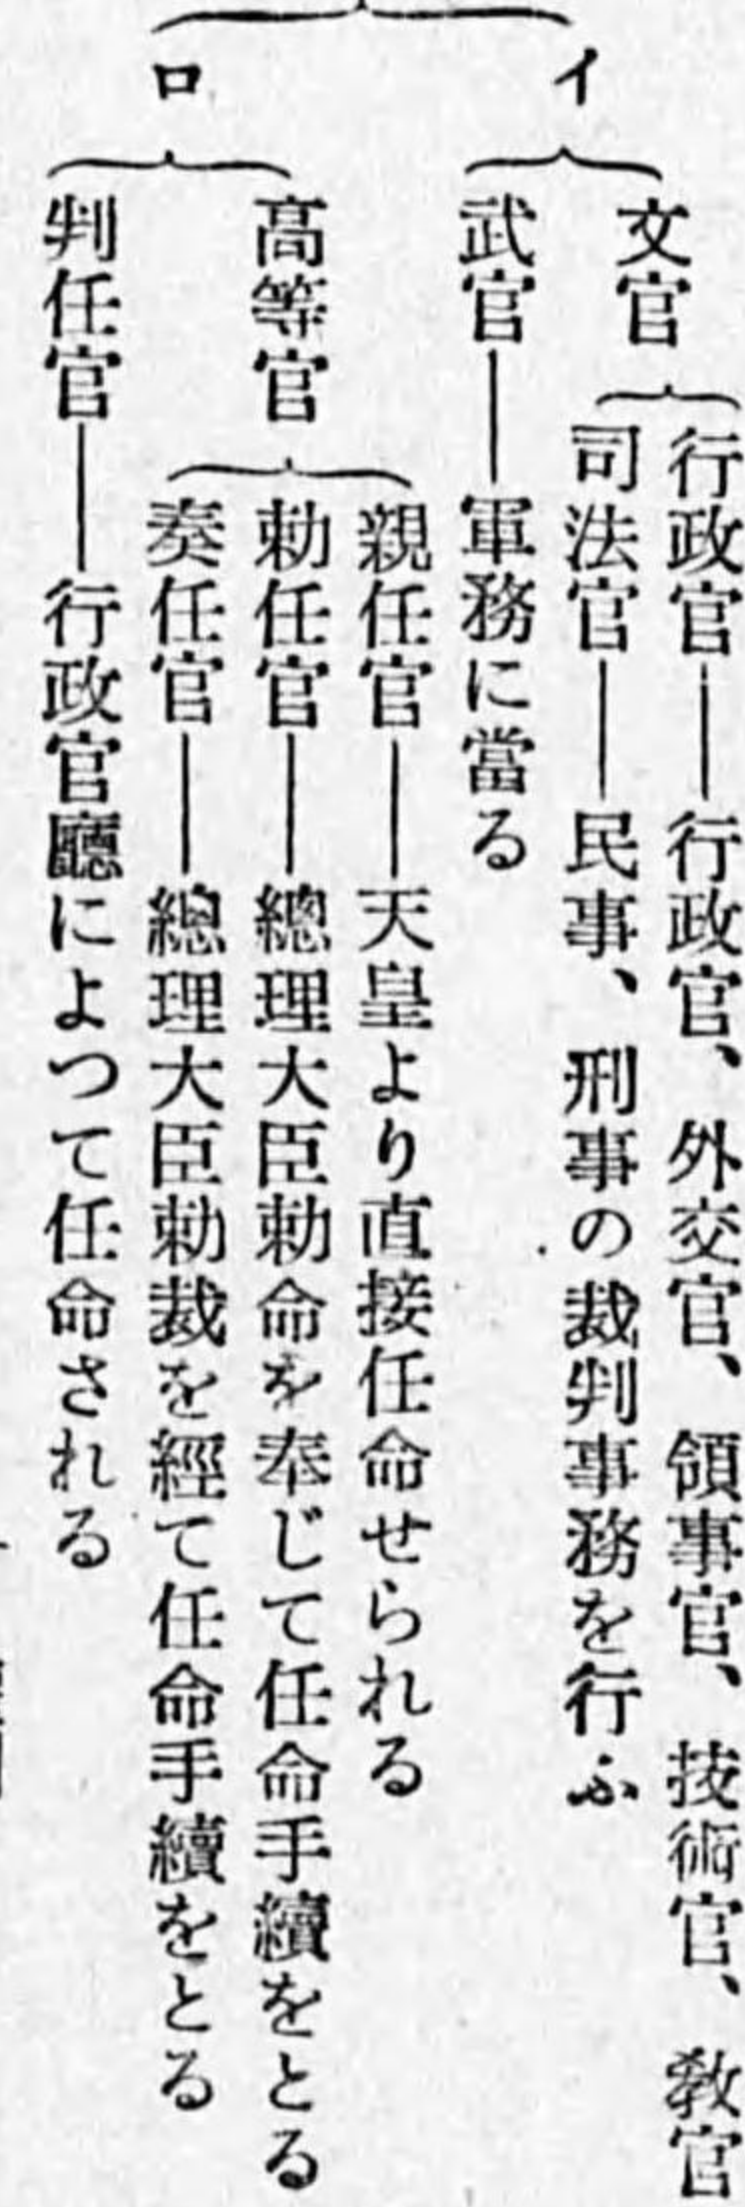 イ
文官
行政官――行政官、外交官、領事官、技術官、敎官
司法官――民事、刑事の裁判事務を行ふ
武官――軍務に當る
ロ
高等官
親任官――天皇より直接任命せられる
勅任官――總理大臣勅命を奉じて任命手續をとる
奏任官――總理大臣勅裁を經て任命手續をとる
判任官――行政官廳によつて任命される